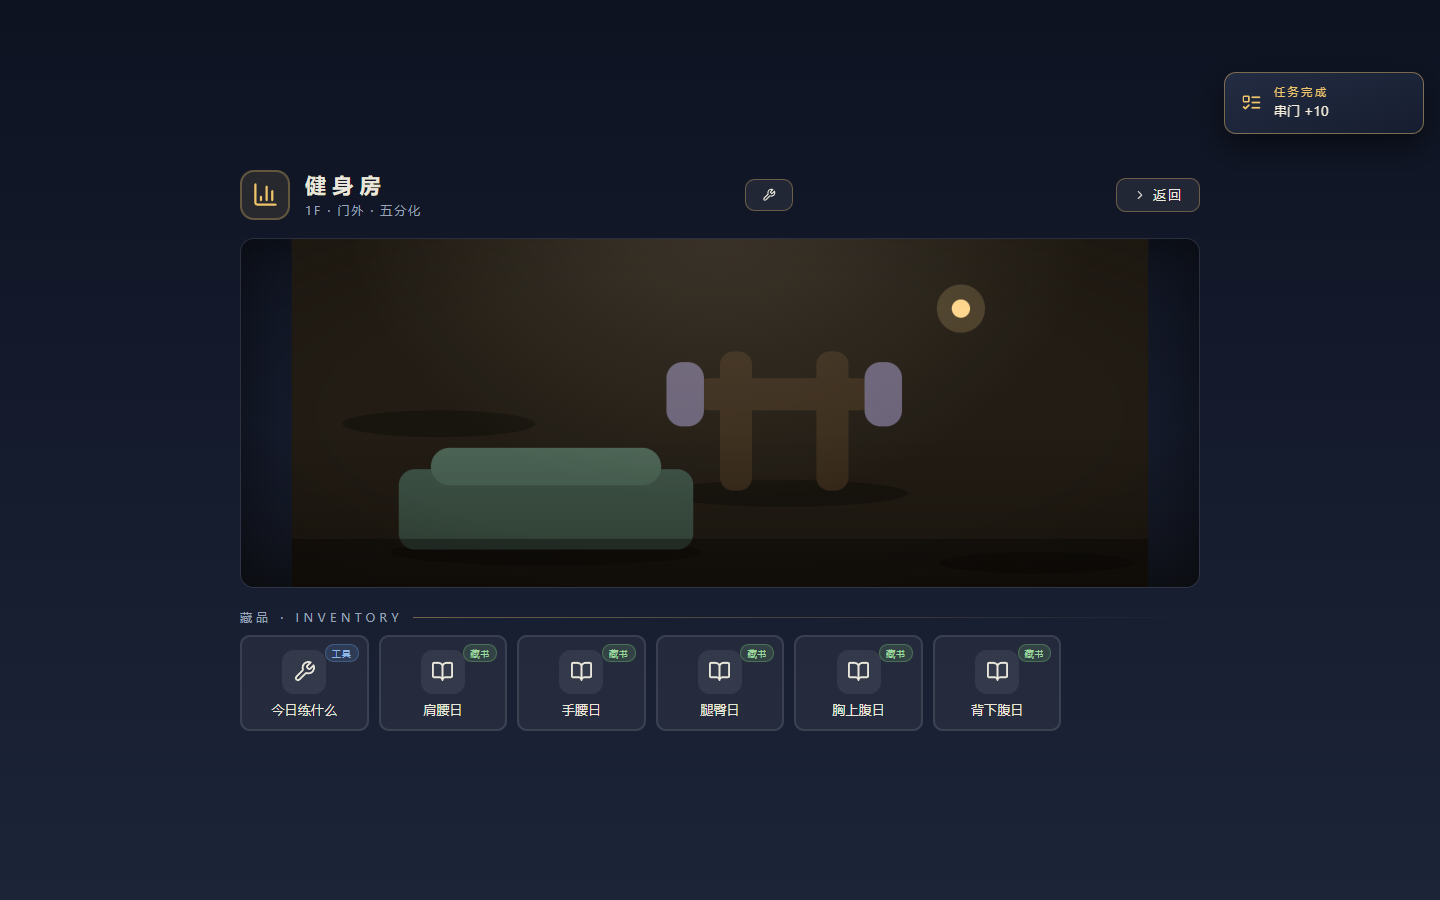 任务完成
串门 +10
健身房
1F · 门外 · 五分化
返回
藏品 · INVENTORY
工具
今日练什么
藏书
肩腰日
藏书
手腰日
藏书
腿臀日
藏书
胸上腹日
藏书
背下腹日